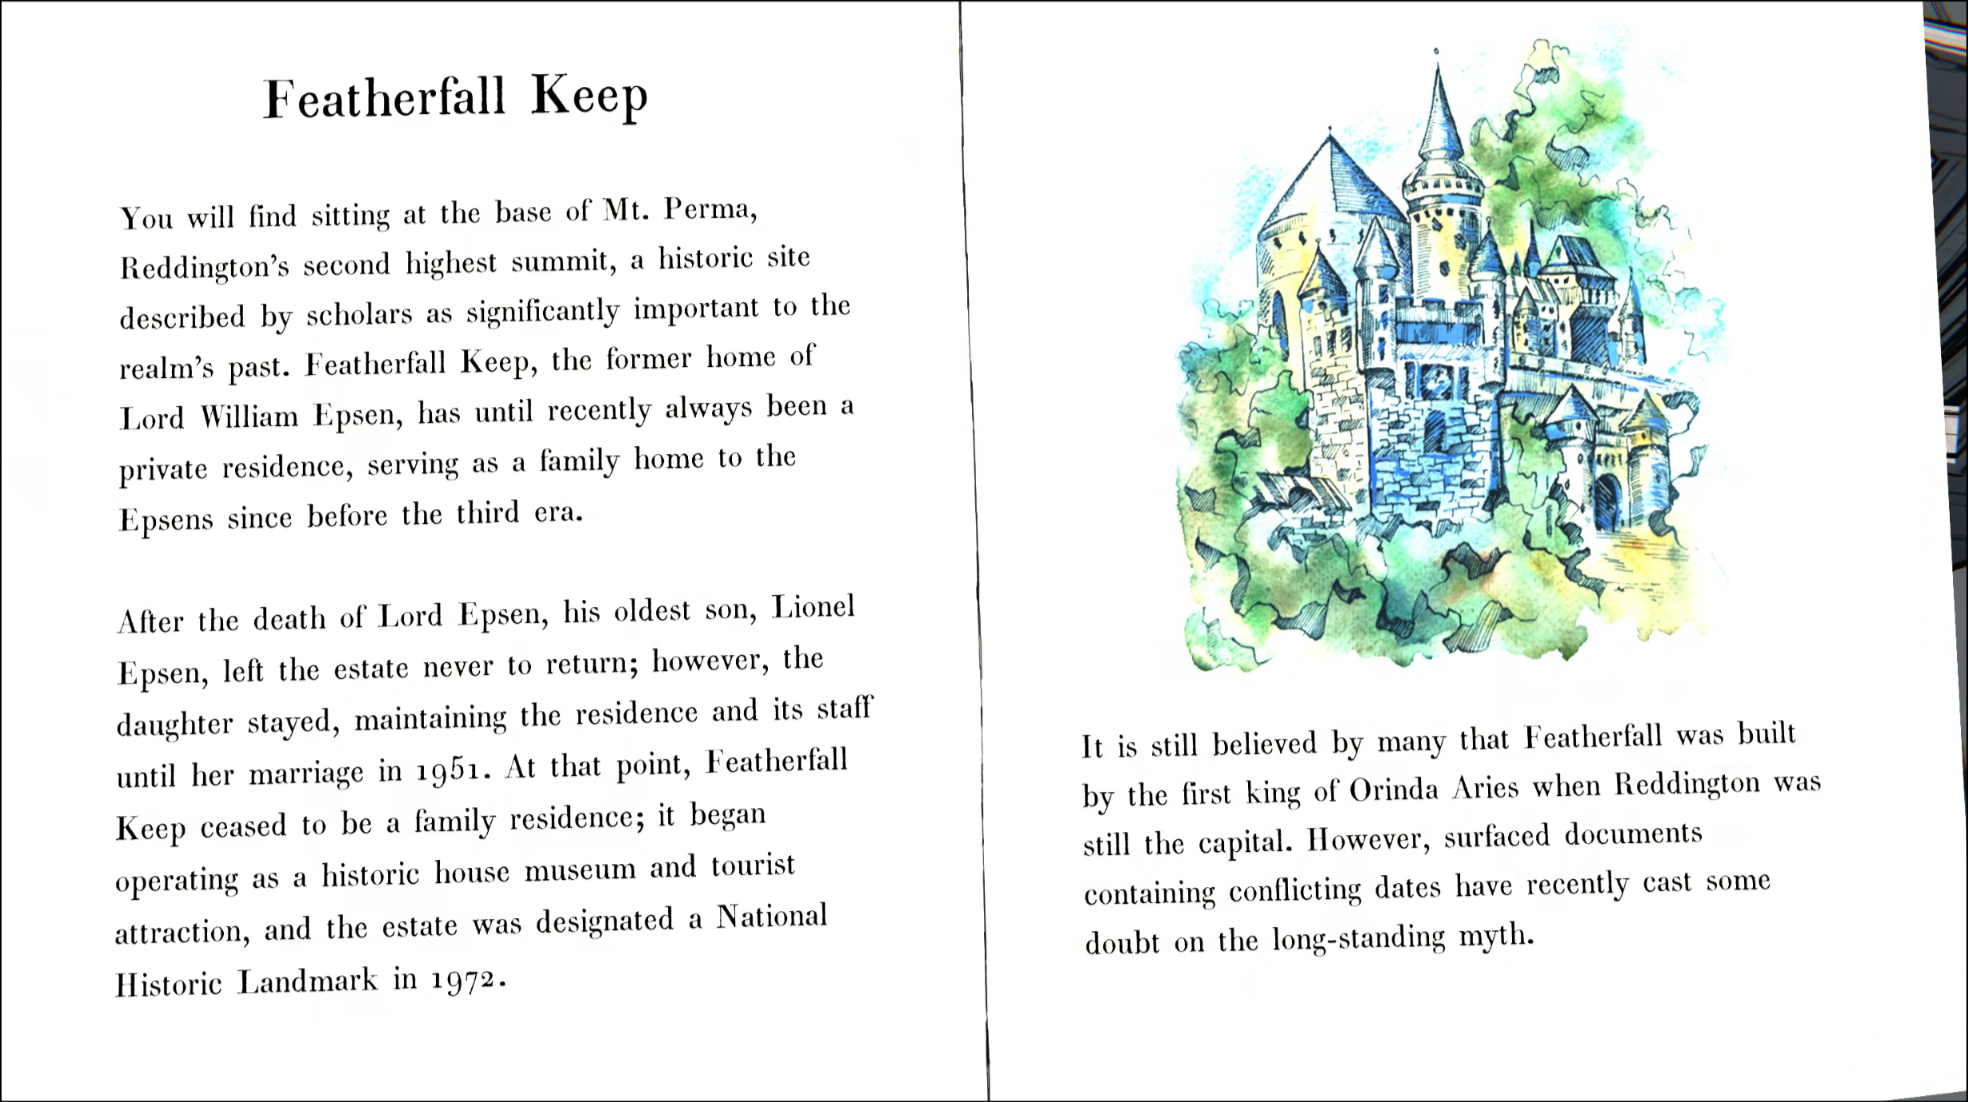 Featherfall Keep
You will find sitting at the base of Mt. Perma,
Reddington's second highest summit, a historic site
described by scholars as significantly important to the
realm's past. Featherfall Keep, the former home of
Lord William Epsen, has until recently always been a
private residence, serving as a family home to the
Epsens since before the third era.
After the death of Lord Epsen, his oldest son, Lionel
Epsen, left the estate never to return; however, the
daughter stayed, maintaining the residence and its staff
until her marriage in 1951. At that point, Featherfall
Keep ceased to be a family residence; it began
operating as a historic house museum and tourist
attraction, and the estate was designated a National
Historic Landmark in 1972.
It is still believed by many that Featherfall was built
by the first king of Orinda Aries when Reddington was
still the capital. However, surfaced documents
containing conflicting dates have recently cast some
doubt on the long-standing myth.